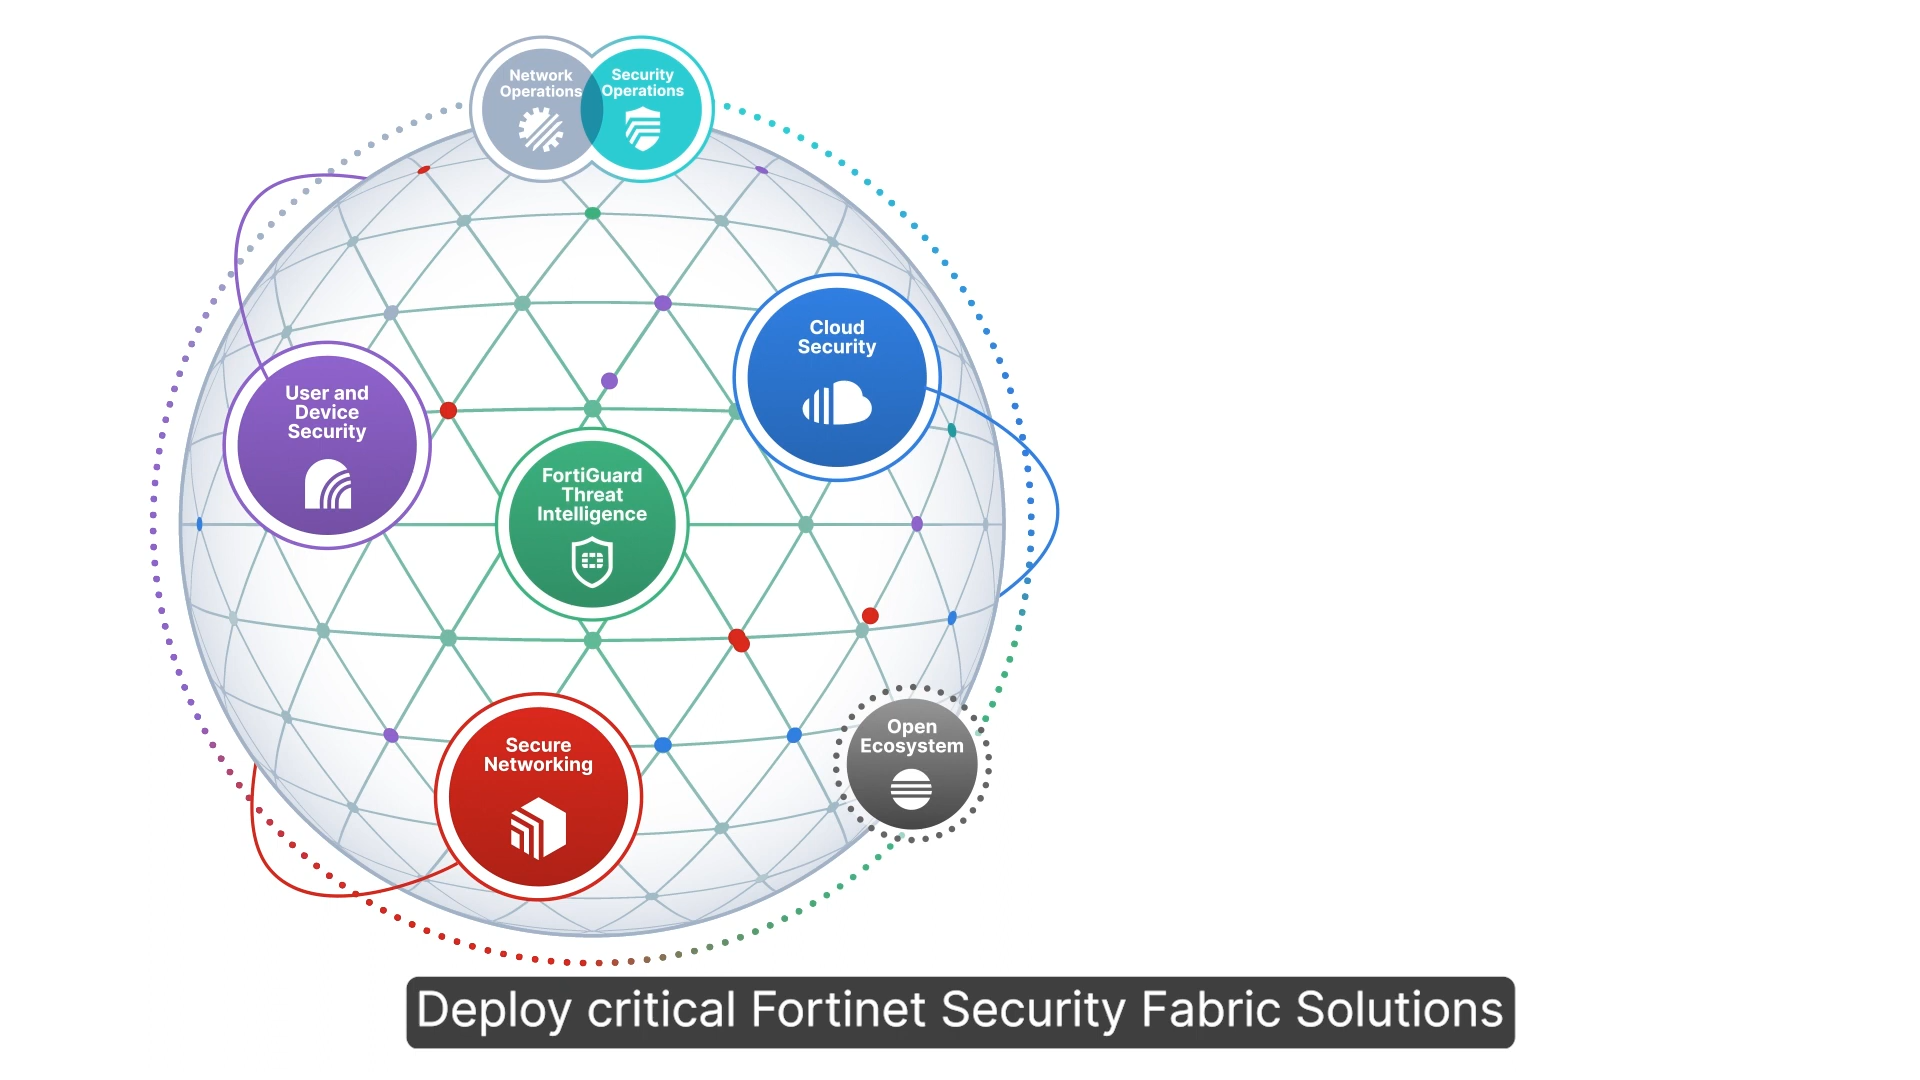 Network
Operations
Security
Operations
Cloud
Security
User and
Device
Security
FortiGuard
Threat
Intelligence
Open
Ecosystem
Secure
Networking
Deploy critical Fortinet Security Fabric Solutions